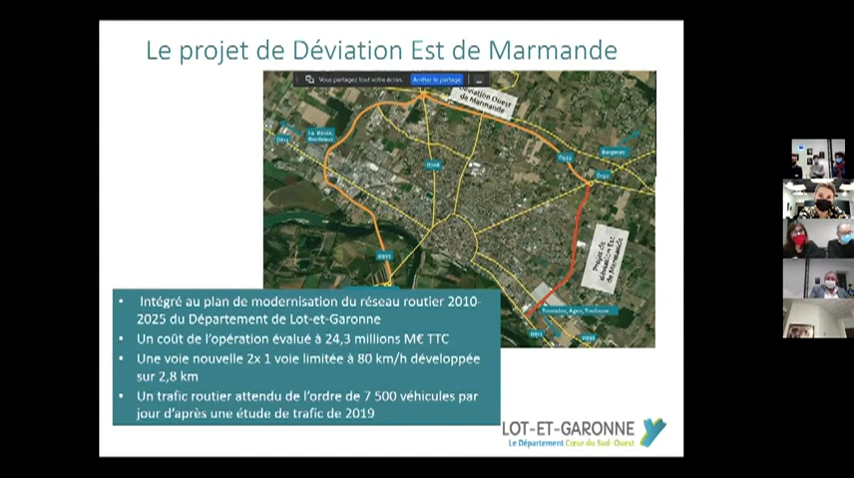 Le projet de Déviation Est de Marmande
Vous partagez tout votre écran.
Arrêter le partage
Déviation Ouest
de Marmande
La Réole,
Bordeaux
D813
D708
D933
Bergerac
D933
Projet de
déviation Est
de Marmande
Tonneins, Agen, Toulouse
D813
• Intégré au plan de modernisation du réseau routier 2010-
2025 du Département de Lot-et-Garonne
• Un coût de l'opération évalué à 24,3 millions M€ TTC
• Une voie nouvelle 2x 1 voie limitée à 80 km/h développée
sur 2,8 km
• Un trafic routier attendu de l'ordre de 7 500 véhicules par
jour d'après une étude de trafic de 2019
LOT-ET-GARONNE
Le Département Cœur du Sud-Ouest